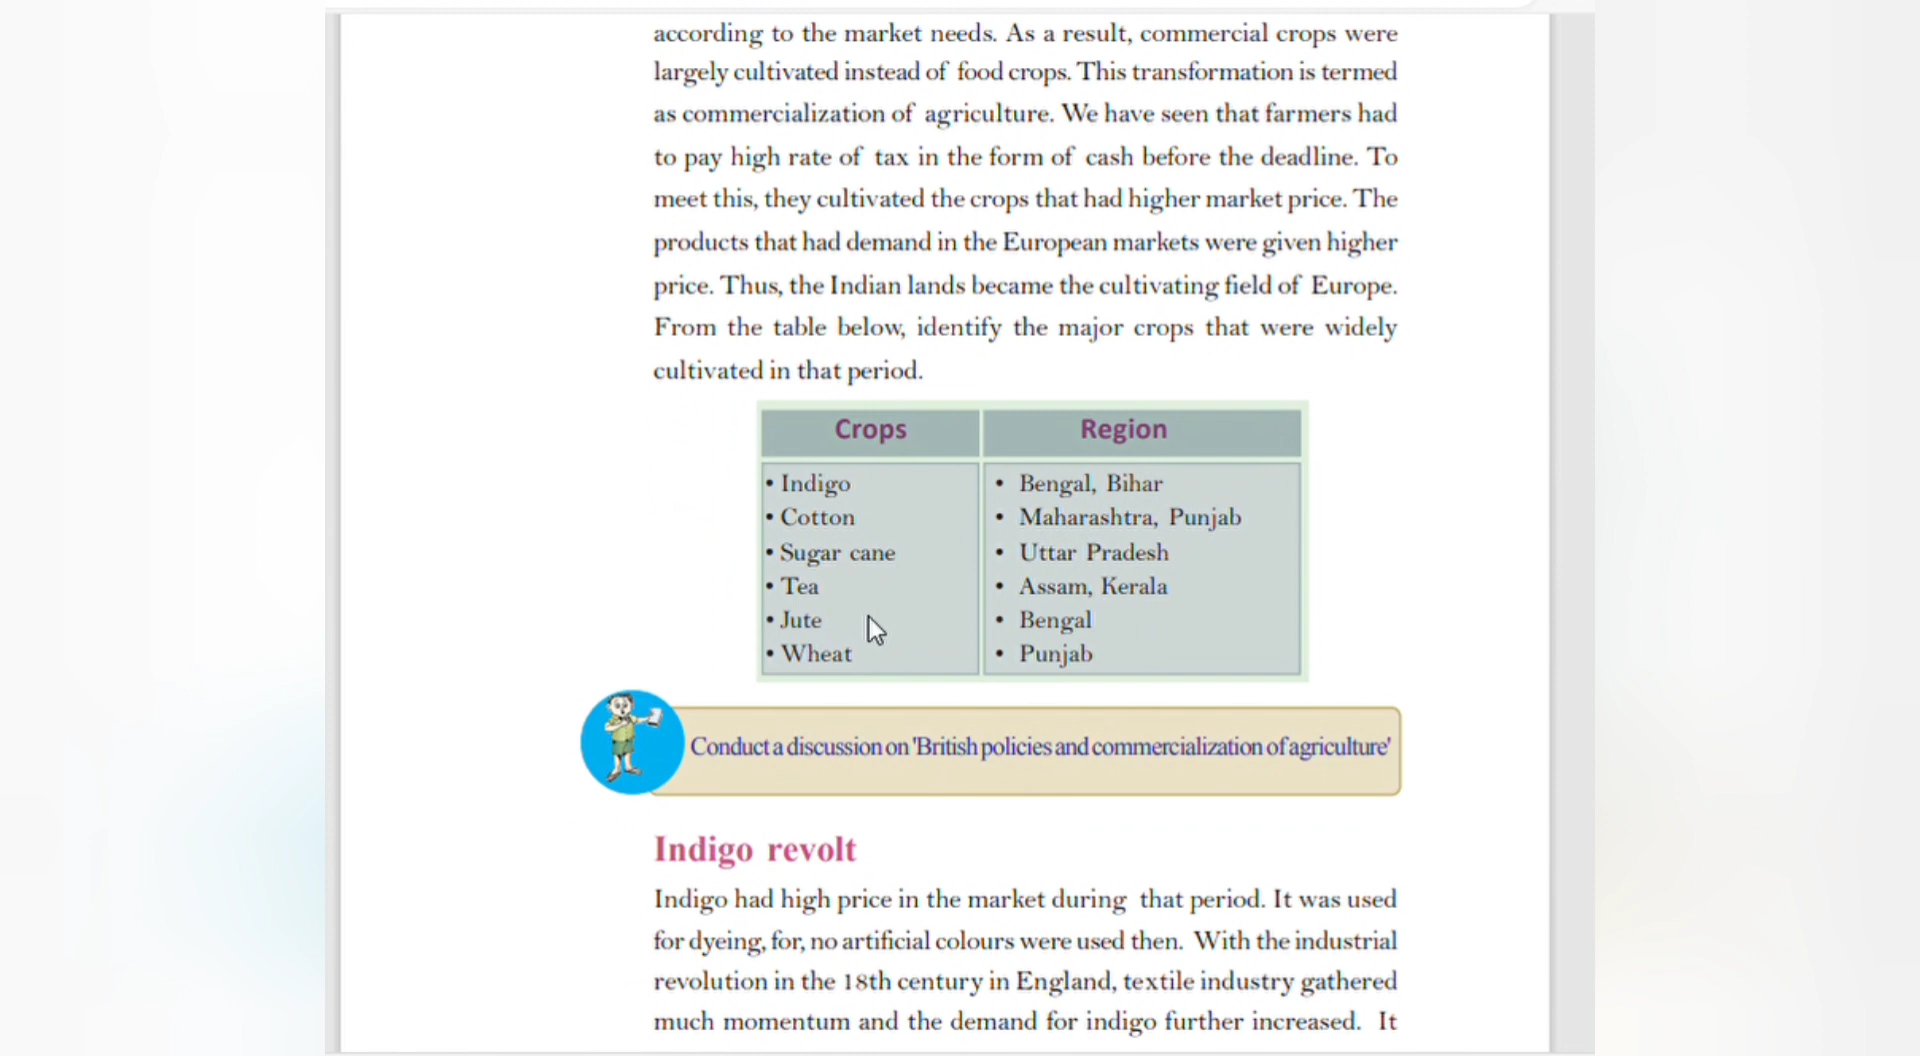 according to the market needs. As a result, commercial crops were
largely cultivated instead of food crops. This transformation is termed
as commercialization of agriculture. We have seen that farmers had
to pay high rate of tax in the form of cash before the deadline. To
meet this, they cultivated the crops that had higher market price. The
products that had demand in the European markets were given higher
price. Thus, the Indian lands became the cultivating field of Europe.
From the table below, identify the major crops that were widely
cultivated in that period.
Crops Region
• Indigo • Bengal, Bihar
• Cotton • Maharashtra, Punjab
• Sugar cane • Uttar Pradesh
• Tea • Assam, Kerala
• Jute • Bengal
• Wheat • Punjab
Conduct a discussion on 'British policies and commercialization of agriculture'
Indigo revolt
Indigo had high price in the market during that period. It was used
for dyeing, for, no artificial colours were used then. With the industrial
revolution in the 18th century in England, textile industry gathered
much momentum and the demand for indigo further increased. It